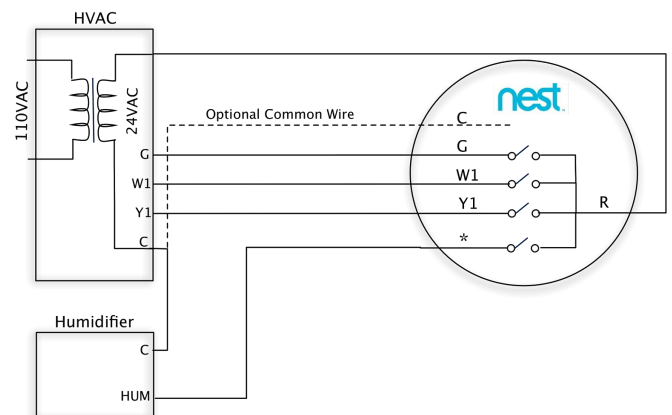 HVAC
110VAC
24VAC
nest
Optional Common Wire
C
G
G
W1
W1
Y1
Y1
R
C
*
Humidifier
C
HUM